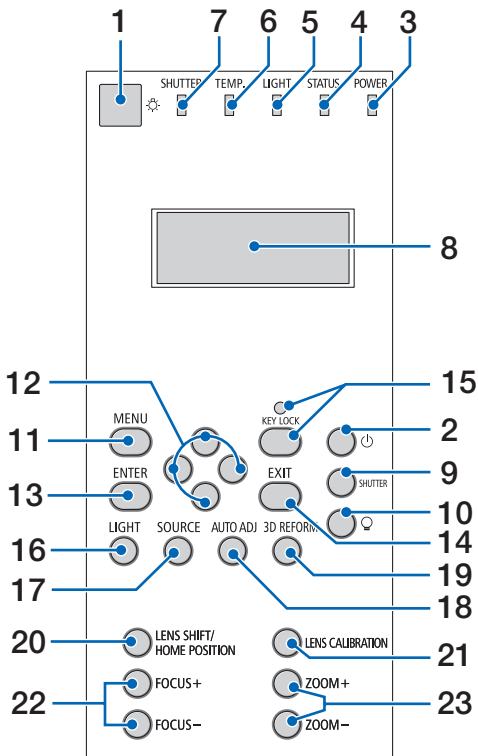 1 7 6 5 4 3
SHUTTER TEMP. LIGHT STATUS POWER
8
12 15
KEY LOCK
MENU 2
11
ENTER EXIT 9
SHUTTER
13 10
14
LIGHT SOURCE AUTO ADJ 3D REFORM
16 19
17 18
20 LENS SHIFT/
HOME POSITION
LENS CALIBRATION 21
FOCUS+ ZOOM+
22 23
FOCUS− ZOOM−